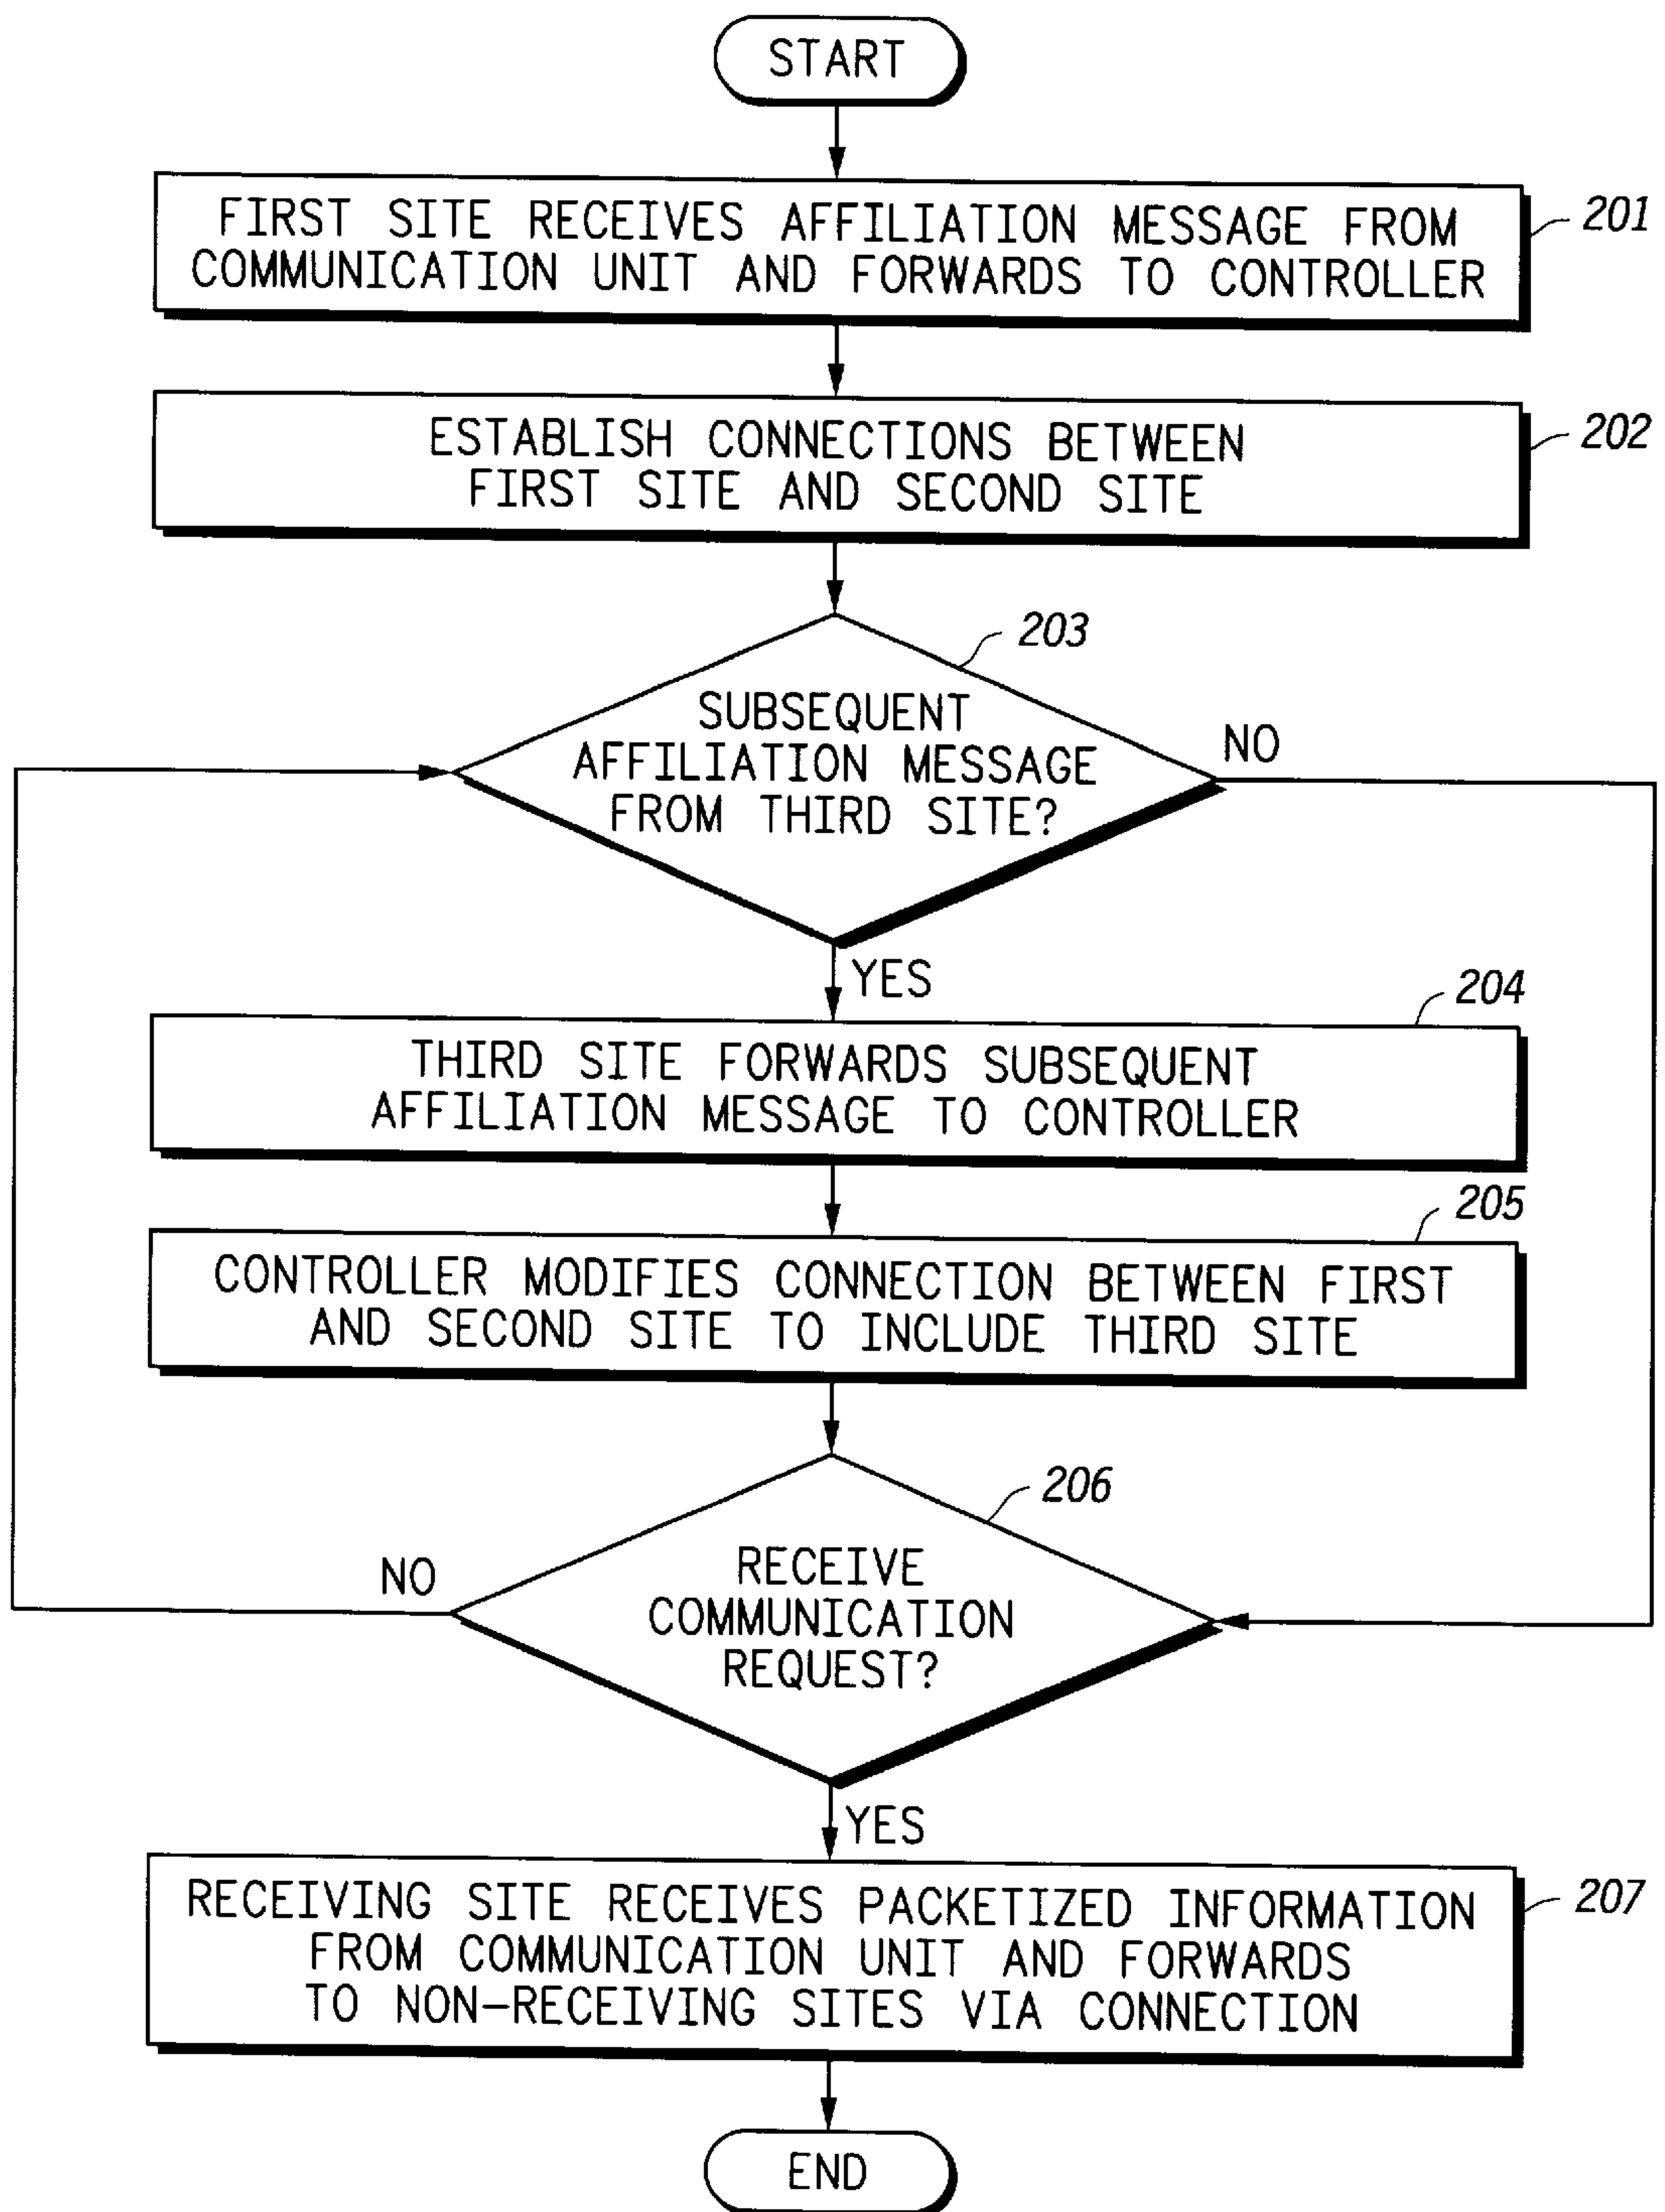 START
FIRST SITE RECEIVES AFFILIATION MESSAGE FROM
COMMUNICATION UNIT AND FORWARDS TO CONTROLLER
201
ESTABLISH CONNECTIONS BETWEEN
FIRST SITE AND SECOND SITE
202
203
SUBSEQUENT
AFFILIATION MESSAGE
FROM THIRD SITE?
NO
YES
204
THIRD SITE FORWARDS SUBSEQUENT
AFFILIATION MESSAGE TO CONTROLLER
205
CONTROLLER MODIFIES CONNECTION BETWEEN FIRST
AND SECOND SITE TO INCLUDE THIRD SITE
206
NO
RECEIVE
COMMUNICATION
REQUEST?
YES
RECEIVING SITE RECEIVES PACKETIZED INFORMATION
FROM COMMUNICATION UNIT AND FORWARDS
TO NON-RECEIVING SITES VIA CONNECTION
207
END